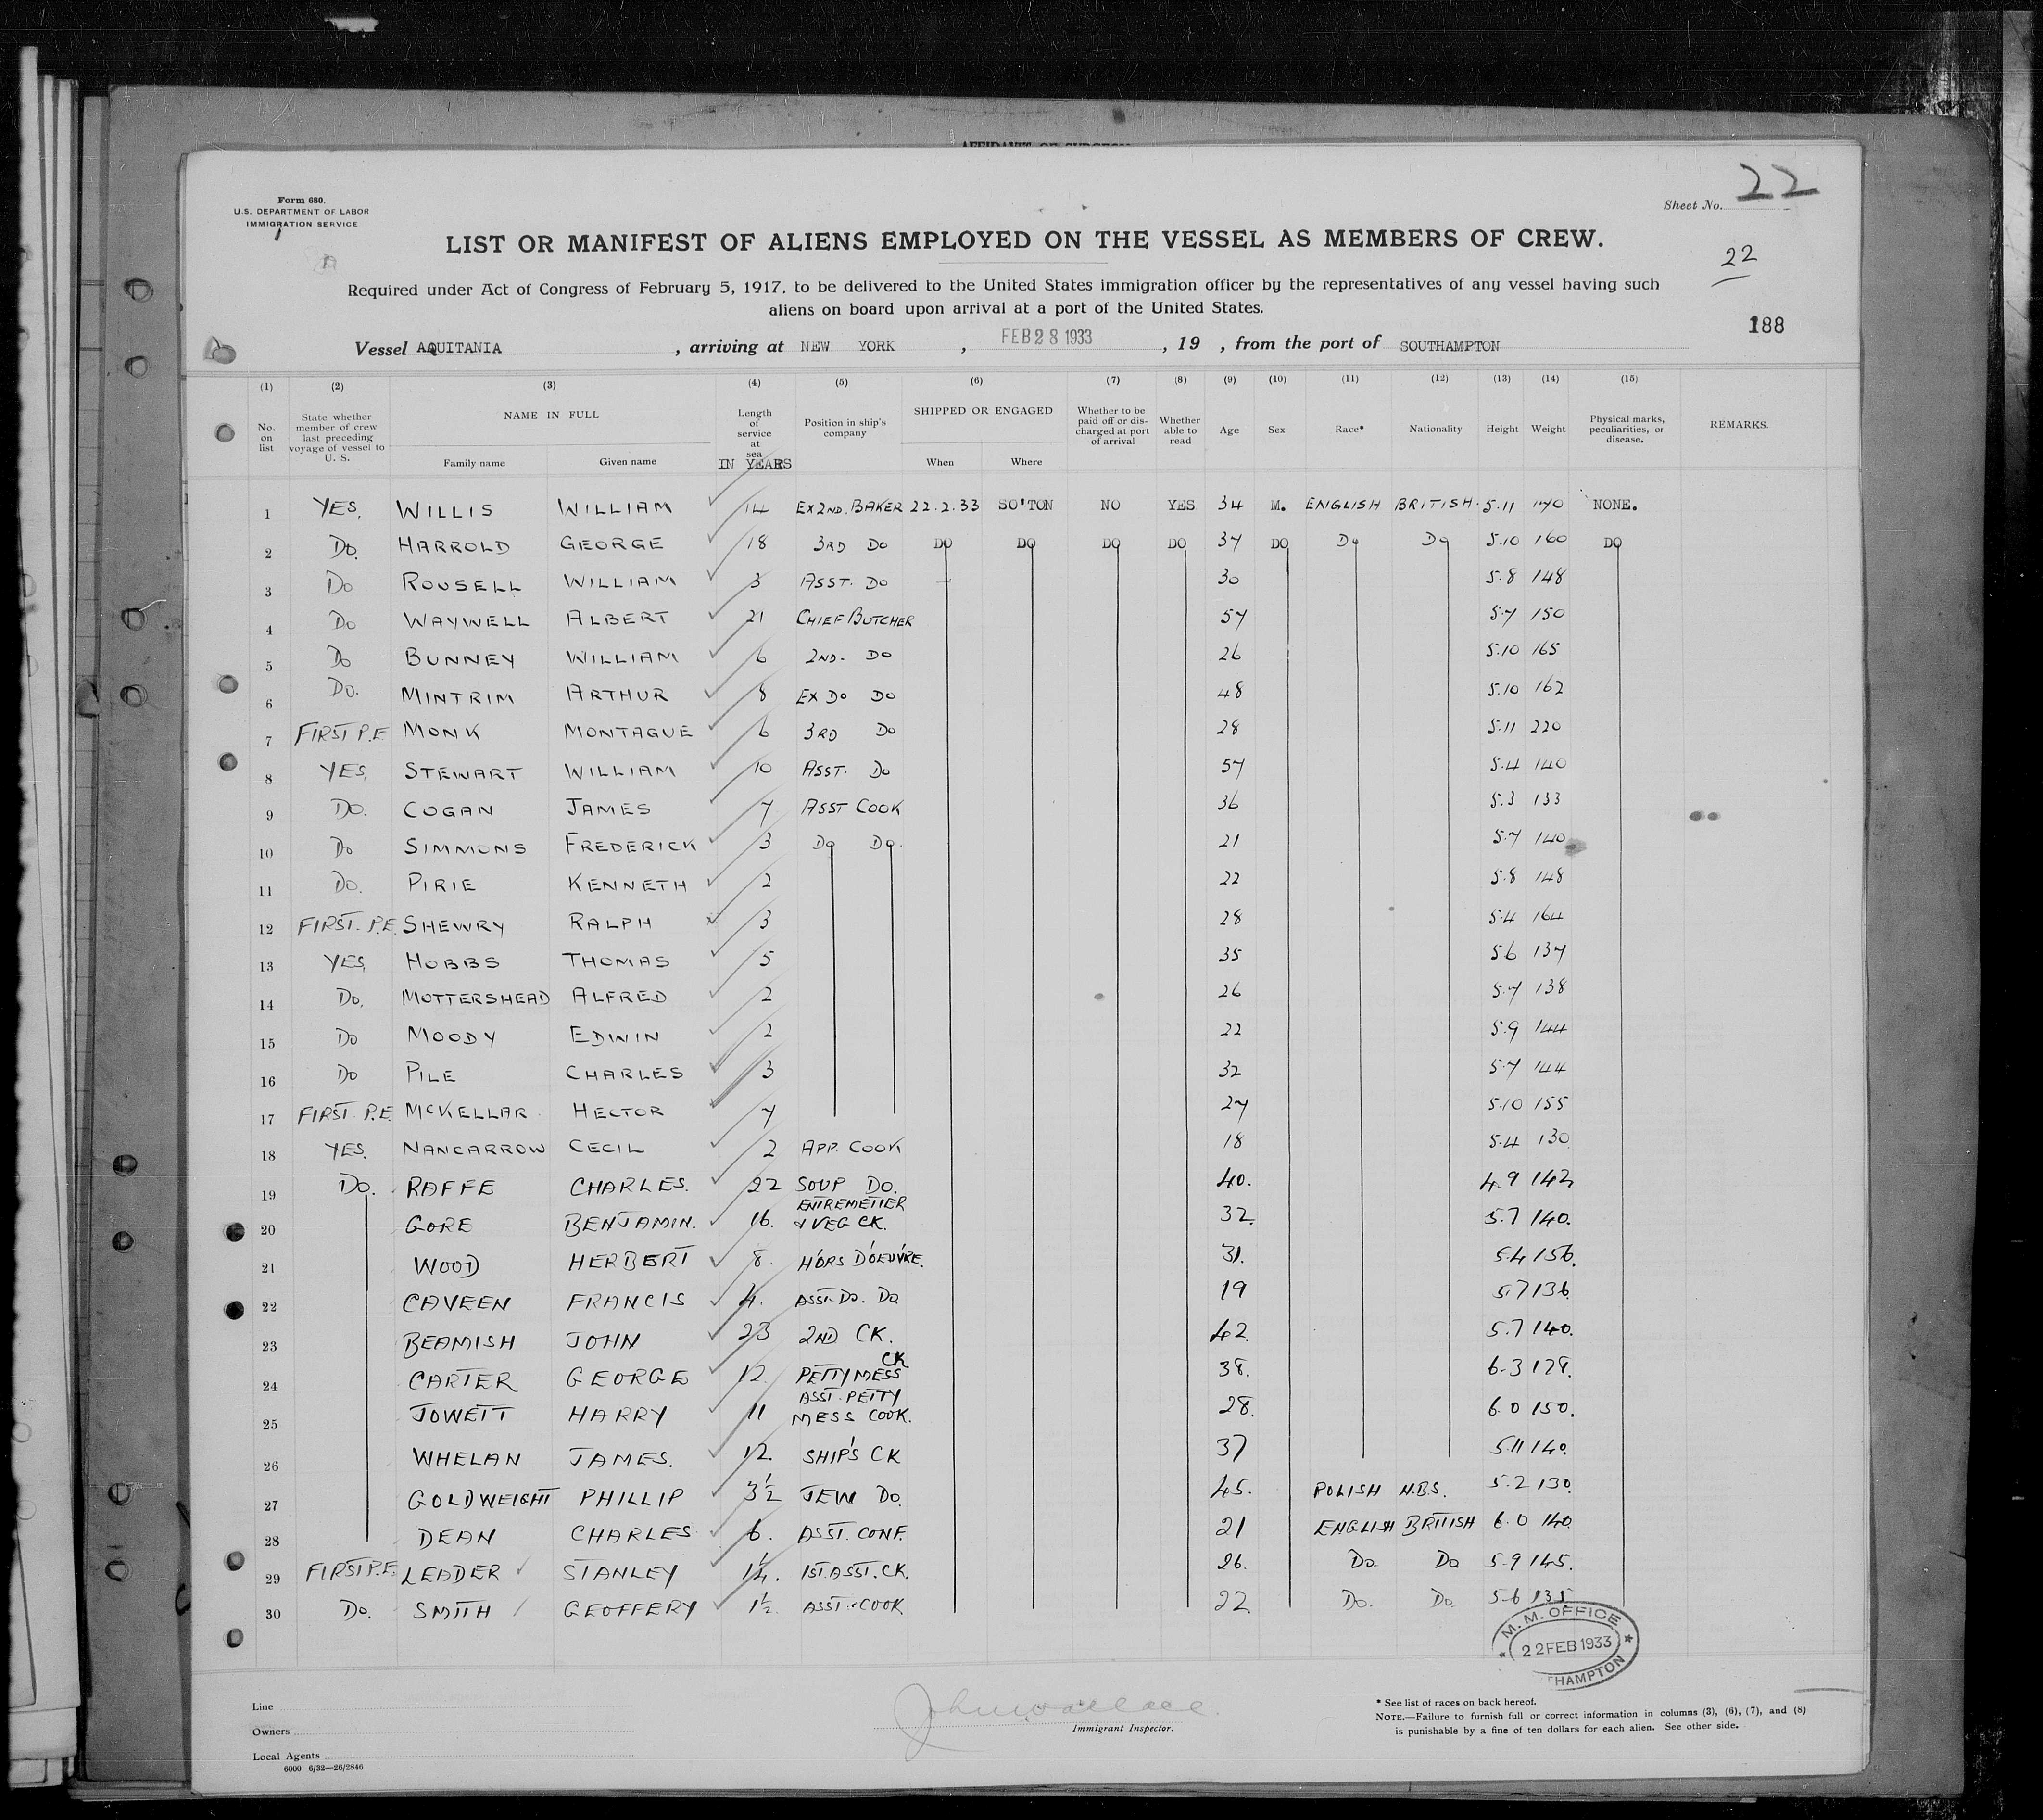 AFFIDAVIT OF SURGEON
Form 680.
U.S. DEPARTMENT OF LABOR
IMMIGRATION SERVICE
Sheet No. 22
LIST OR MANIFEST OF ALIENS EMPLOYED ON THE VESSEL AS MEMBERS OF CREW.
22
Required under Act of Congress of February 5, 1917, to be delivered to the United States immigration officer by the representatives of any vessel having such
aliens on board upon arrival at a port of the United States.
188
Vessel AQUITANIA , arriving at NEW YORK , FEB 28 1933 , 19 , from the port of SOUTHAMPTON
(1) (2) (3) (4) (5) (6) (7) (8) (9) (10) (11) (12) (13) (14) (15)
No. on list State whether member of crew last preceding voyage of vessel to U. S. NAME IN FULL Family name Given name Length of service at sea IN YEARS Position in ship's company SHIPPED OR ENGAGED When Where Whether to be paid off or discharged at port of arrival Whether able to read Age Sex Race* Nationality Height Weight Physical marks, peculiarities, or disease. REMARKS.
1 YES, WILLIS WILLIAM 14 EX 2ND. BAKER 22.2.33 SO'TON NO YES 34 M. ENGLISH BRITISH. 5.11 170 NONE.
2 Do. HARROLD GEORGE 18 3RD Do DO DO DO DO 37 DO Do Do 5.10 160 DO
3 Do ROUSELL WILLIAM 3 ASST. Do 30 5.8 148
4 Do WAYWELL ALBERT 21 CHIEF BUTCHER 57 5.7 150
5 Do BUNNEY WILLIAM 6 2ND. Do 26 5.10 165
6 Do. MINTRIM ARTHUR 8 EX Do Do 48 5.10 162
7 FIRST P.E MONK MONTAGUE 6 3RD Do 28 5.11 220
8 YES, STEWART WILLIAM 10 ASST. Do 57 5.4 140
9 Do. COGAN JAMES 7 ASST COOK 36 5.3 133
10 Do SIMMONS FREDERICK 3 Do Do. 21 5.7 140
11 Do. PIRIE KENNETH 2 22 5.8 148
12 FIRST. P.E. SHEWRY RALPH 3 28 5.4 164
13 YES, HOBBS THOMAS 5 35 5.6 137
14 Do, MOTTERSHEAD ALFRED 2 26 5.7 138
15 Do MOODY EDWIN 2 22 5.9 144
16 Do PILE CHARLES 3 32 5.7 144
17 FIRST. P.E MCKELLAR HECTOR 7 27 5.10 155
18 YES. NANCARROW CECIL 2 APP. COOK 18 5.4 130
19 Do. RAFFE CHARLES. 22 SOUP DO. 40. 4.9 142
20 GORE BENJAMIN. 16. ENTREMETIER & VEG CK. 32. 5.7 140.
21 WOOD HERBERT 8. HORS D'OEUVRE. 31. 5.4 156.
22 CAVEEN FRANCIS 4. ASST. DO. DO 19 5.7 136.
23 BEAMISH JOHN 23 2ND CK. 42. 5.7 140.
24 CARTER GEORGE 12 PETTY MESS CK 38. 6.3 178.
25 JOWETT HARRY 11 ASST. PETTY MESS COOK. 28. 6.0 150.
26 WHELAN JAMES. 12. SHIP'S CK 37 5.11 140.
27 GOLDWEIGHT PHILLIP 3½ JEW DO. 45. POLISH N.B.S. 5.2 130.
28 DEAN CHARLES 6. ASST. CONF. 21 ENGLISH BRITISH 6.0 140.
29 FIRST P.E. LEADER STANLEY 1ST. ASST. CK. 26. Do. Do 5.9 145.
30 Do. SMITH GEOFFERY 1½. ASST. COOK 22 Do. Do. 5.6 135.
M. M. OFFICE
22 FEB 1933
THAMPTON
Line
Owners
Local Agents
6000 6/32—26/2846
John Wallace
Immigrant Inspector.
* See list of races on back hereof.
NOTE.—Failure to furnish full or correct information in columns (3), (6), (7), and (8)
is punishable by a fine of ten dollars for each alien. See other side.